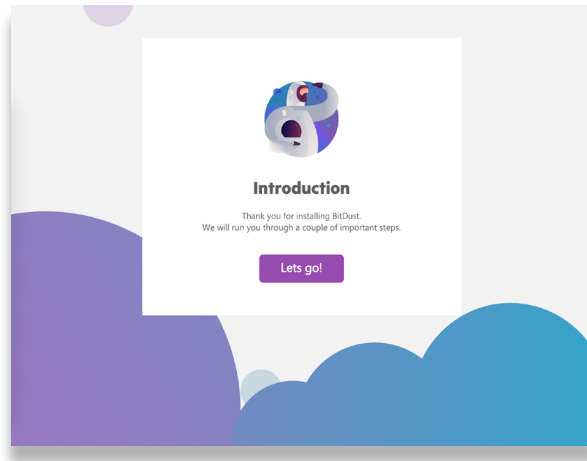 Introduction
Thank you for installing BitDust.
We will run you through a couple of important steps.
Lets go!